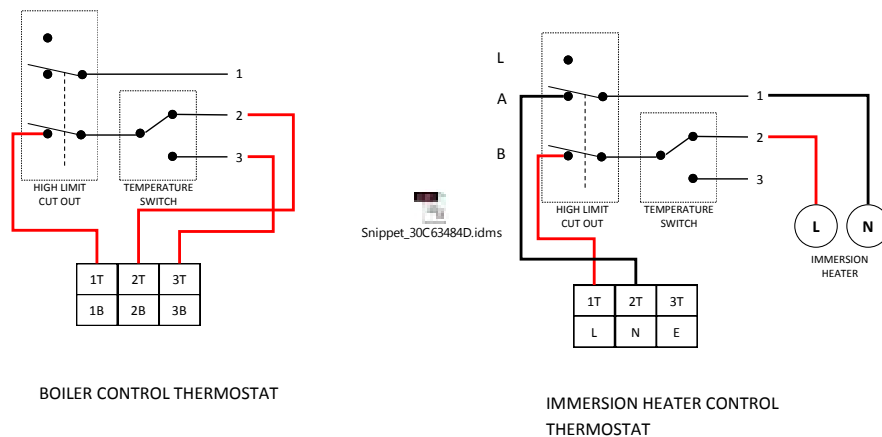 1
2
3
HIGH LIMIT
CUT OUT
TEMPERATURE
SWITCH
1T 2T 3T
1B 2B 3B
BOILER CONTROL THERMOSTAT
Snippet_30C63484D.idms
L
A
B
1
2
3
HIGH LIMIT
CUT OUT
TEMPERATURE
SWITCH
L N
IMMERSION
HEATER
1T 2T 3T
L N E
IMMERSION HEATER CONTROL
THERMOSTAT